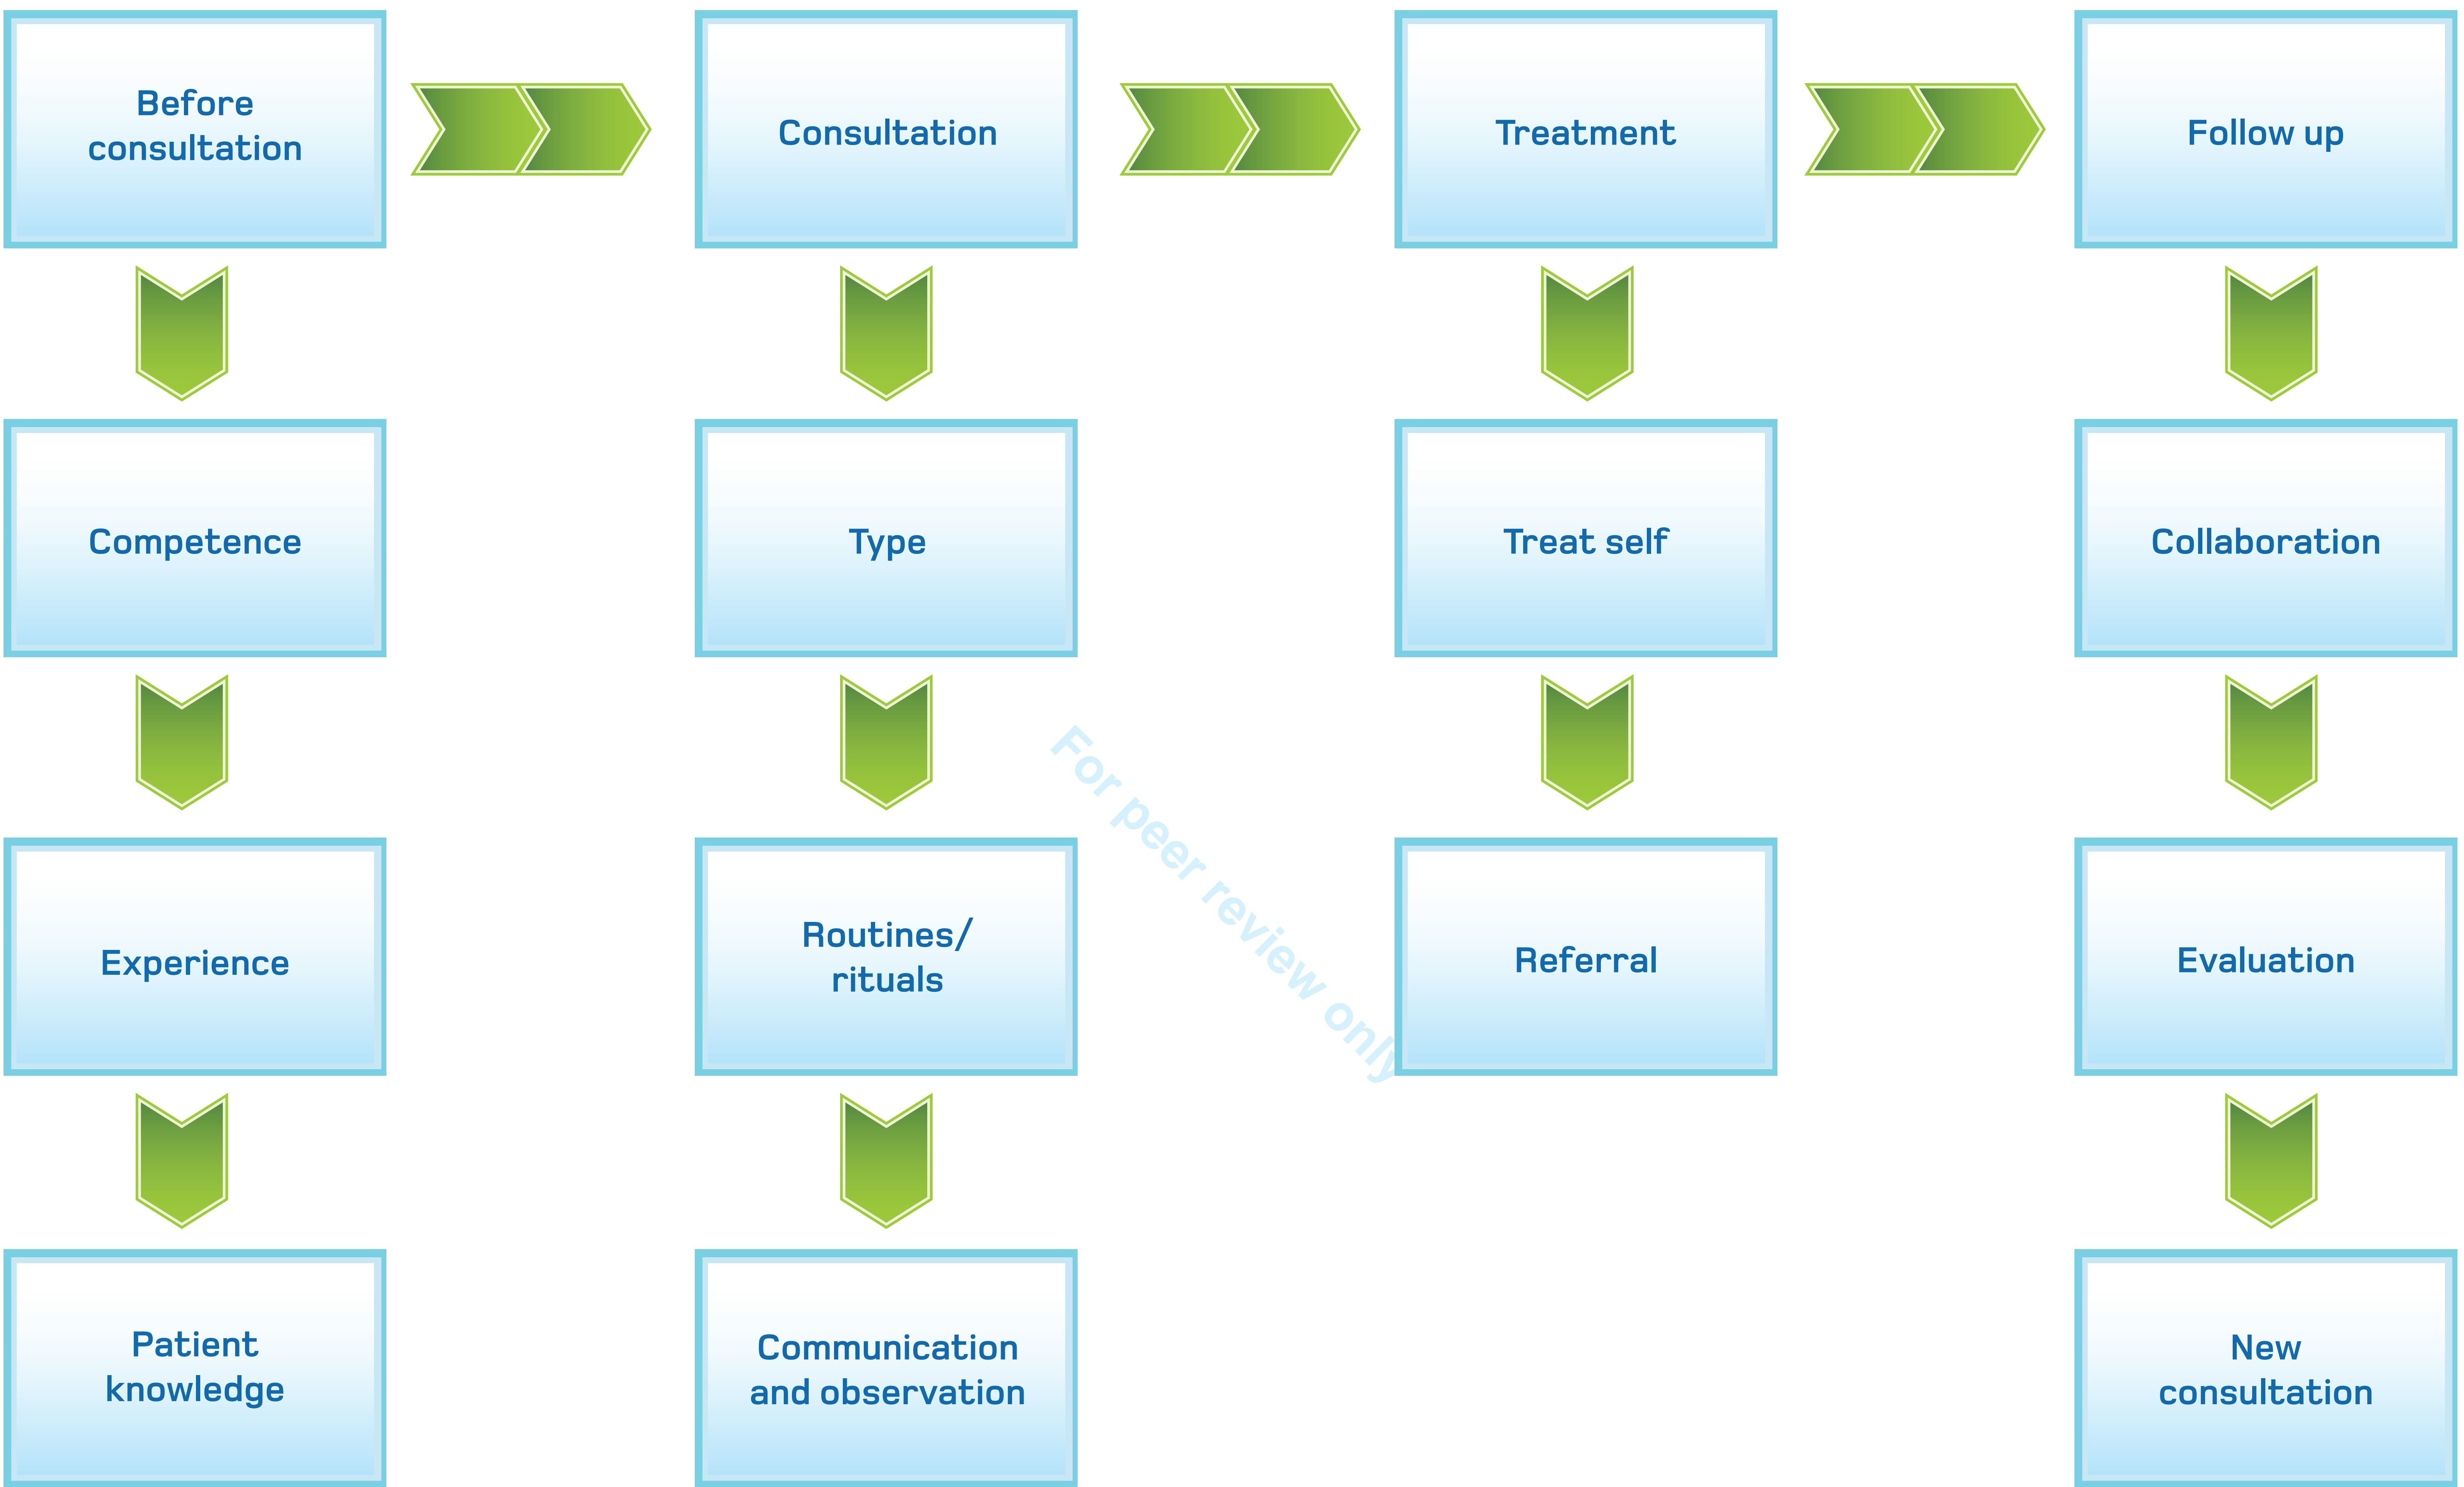 Before
consultation
Consultation
Treatment
Follow up
Competence
Type
Treat self
Collaboration
Experience
Routines/
rituals
Referral
Evaluation
Patient
knowledge
Communication
and observation
New
consultation
For peer review only